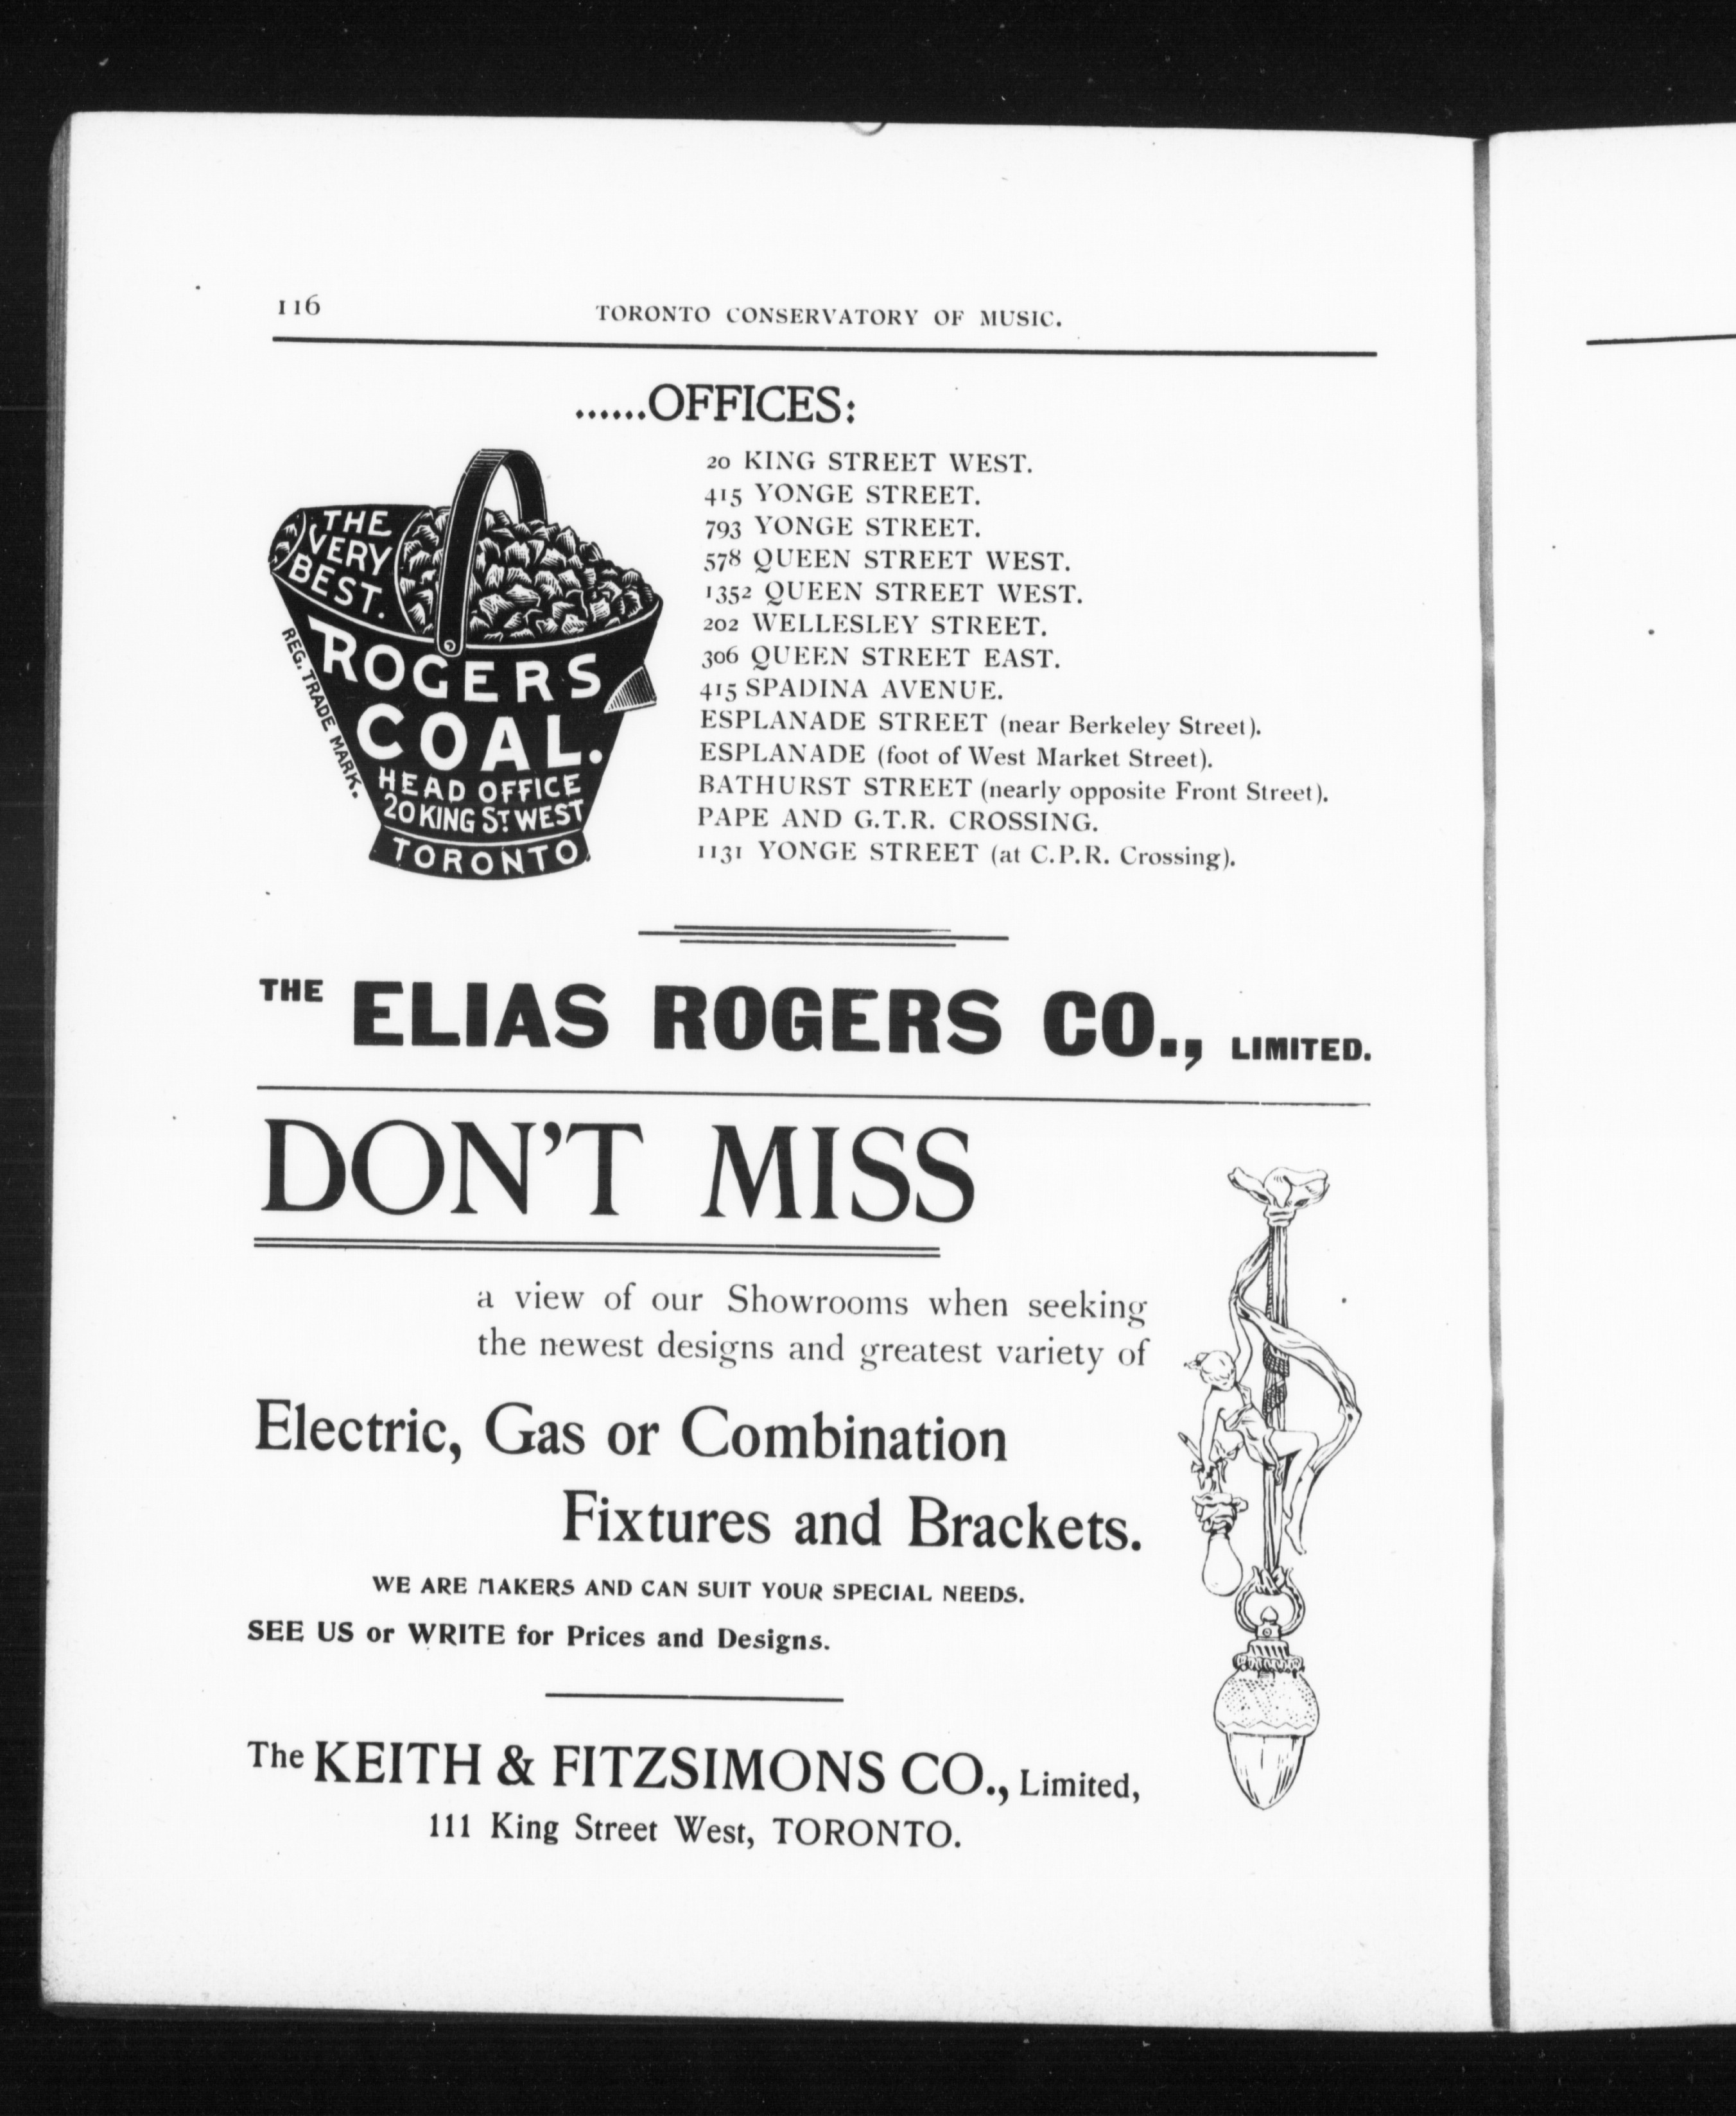 116
TORONTO CONSERVATORY OF MUSIC.
......OFFICES:
THE
VERY
BEST.
ROGERS
COAL.
HEAD OFFICE
20 KING ST. WEST
TORONTO
REG. TRADE MARK.
20 KING STREET WEST.
415 YONGE STREET.
793 YONGE STREET.
578 QUEEN STREET WEST.
1352 QUEEN STREET WEST.
202 WELLESLEY STREET.
306 QUEEN STREET EAST.
415 SPADINA AVENUE.
ESPLANADE STREET (near Berkeley Street).
ESPLANADE (foot of West Market Street).
BATHURST STREET (nearly opposite Front Street).
PAPE AND G.T.R. CROSSING.
1131 YONGE STREET (at C.P.R. Crossing).
THE ELIAS ROGERS CO., LIMITED.
DON'T MISS
a view of our Showrooms when seeking
the newest designs and greatest variety of
Electric, Gas or Combination
Fixtures and Brackets.
WE ARE MAKERS AND CAN SUIT YOUR SPECIAL NEEDS.
SEE US or WRITE for Prices and Designs.
The KEITH & FITZSIMONS CO., Limited,
111 King Street West, TORONTO.